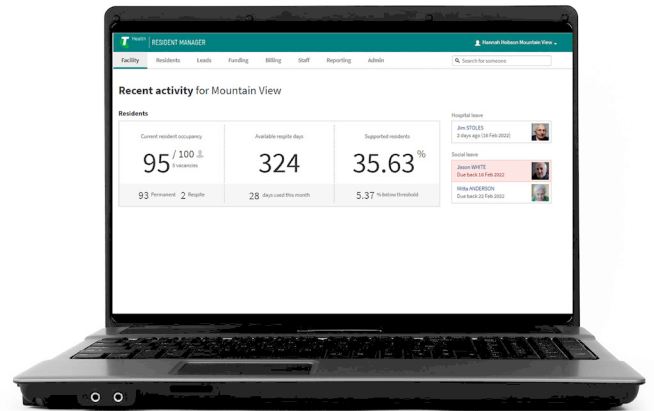 T Health RESIDENT MANAGER
Hannah Hobson Mountain View
Facility Residents Leads Funding Billing Staff Reporting Admin
Search for someone
Recent activity for Mountain View
Residents
Current resident occupancy
95 / 100
5 vacancies
93 Permanent 2 Respite
Available respite days
324
28 days used this month
Supported residents
35.63 %
5.37 % below threshold
Hospital leave
Jim STOLES
2 days ago (16 Feb 2022)
Social leave
Jason WHITE
Due back 16 Feb 2022
Willa ANDERSON
Due back 23 Feb 2022